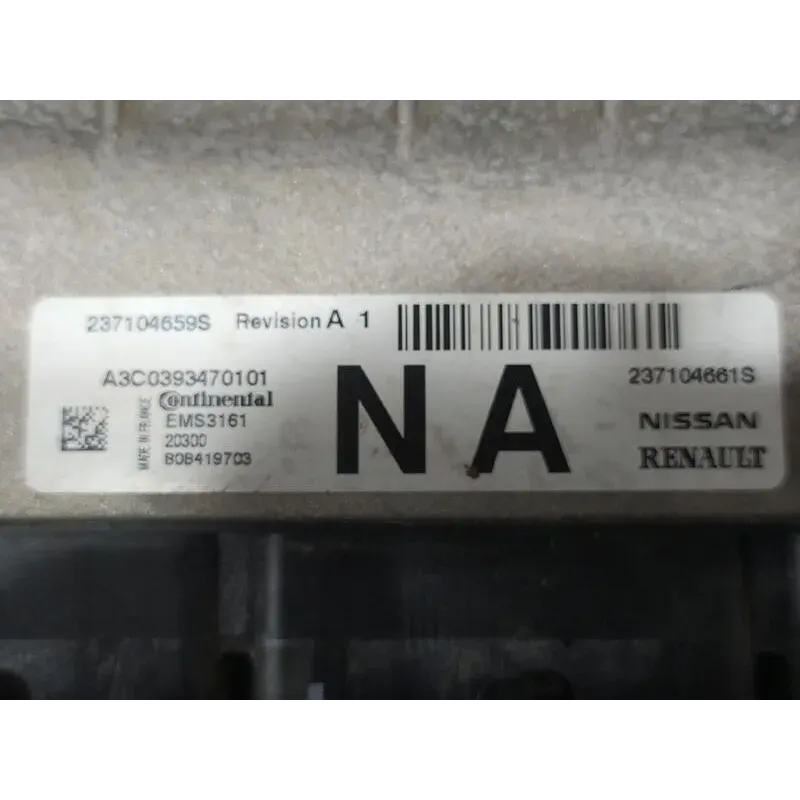 237104659S Revision A 1
A3C0393470101
Continental
EMS3161
20300
808419703
MADE IN FRANCE
NA
237104661S
NISSAN
RENAULT